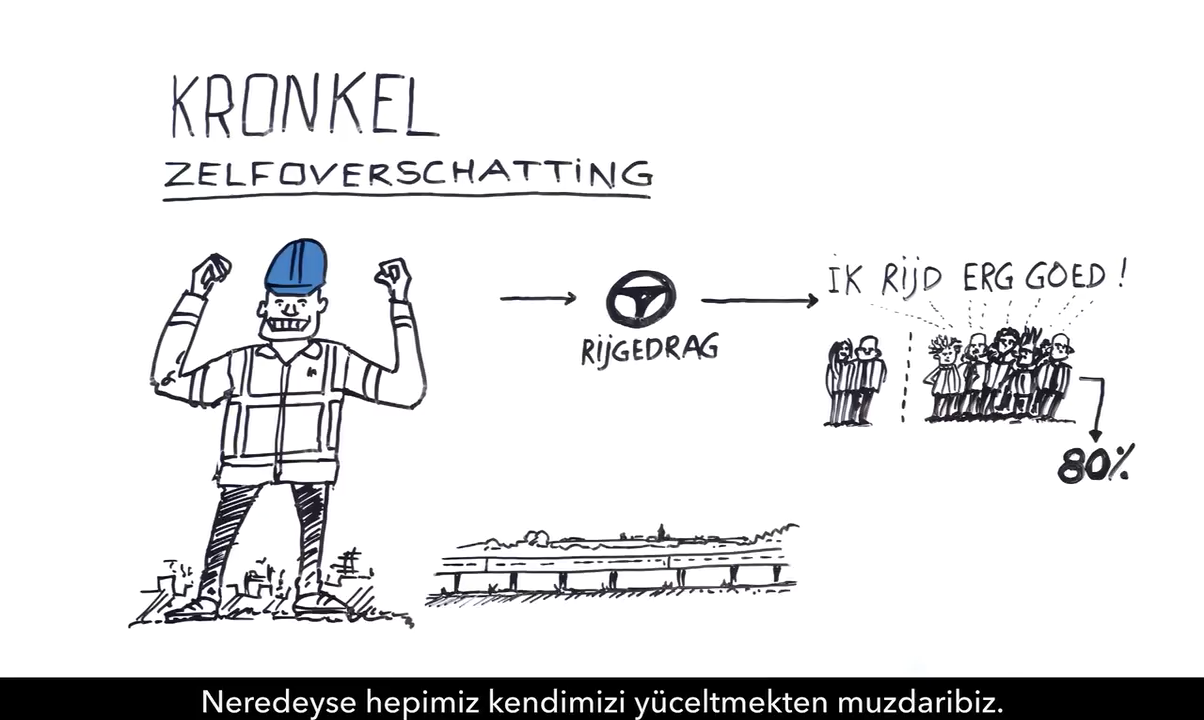 KRONKEL
ZELFOVERSCHATTING
IK RIJD ERG GOED!
RIJGEDRAG
80%
Neredeyse hepimiz kendimizi yüceltmekten muzdaribiz.